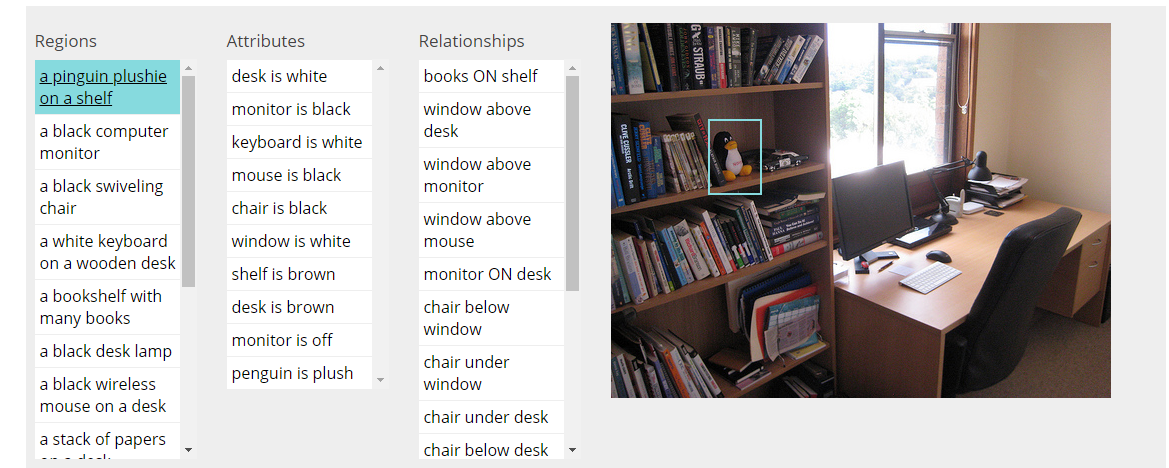 Regions
a pinguin plushie
on a shelf
a black computer
monitor
a black swiveling
chair
a white keyboard
on a wooden desk
a bookshelf with
many books
a black desk lamp
a black wireless
mouse on a desk
a stack of papers
on a desk
Attributes
desk is white
monitor is black
keyboard is white
mouse is black
chair is black
window is white
shelf is brown
desk is brown
monitor is off
penguin is plush
Relationships
books ON shelf
window above
desk
window above
monitor
window above
mouse
monitor ON desk
chair below
window
chair under
window
chair under desk
chair below desk
STRAUB
CLIVE CUSSLER